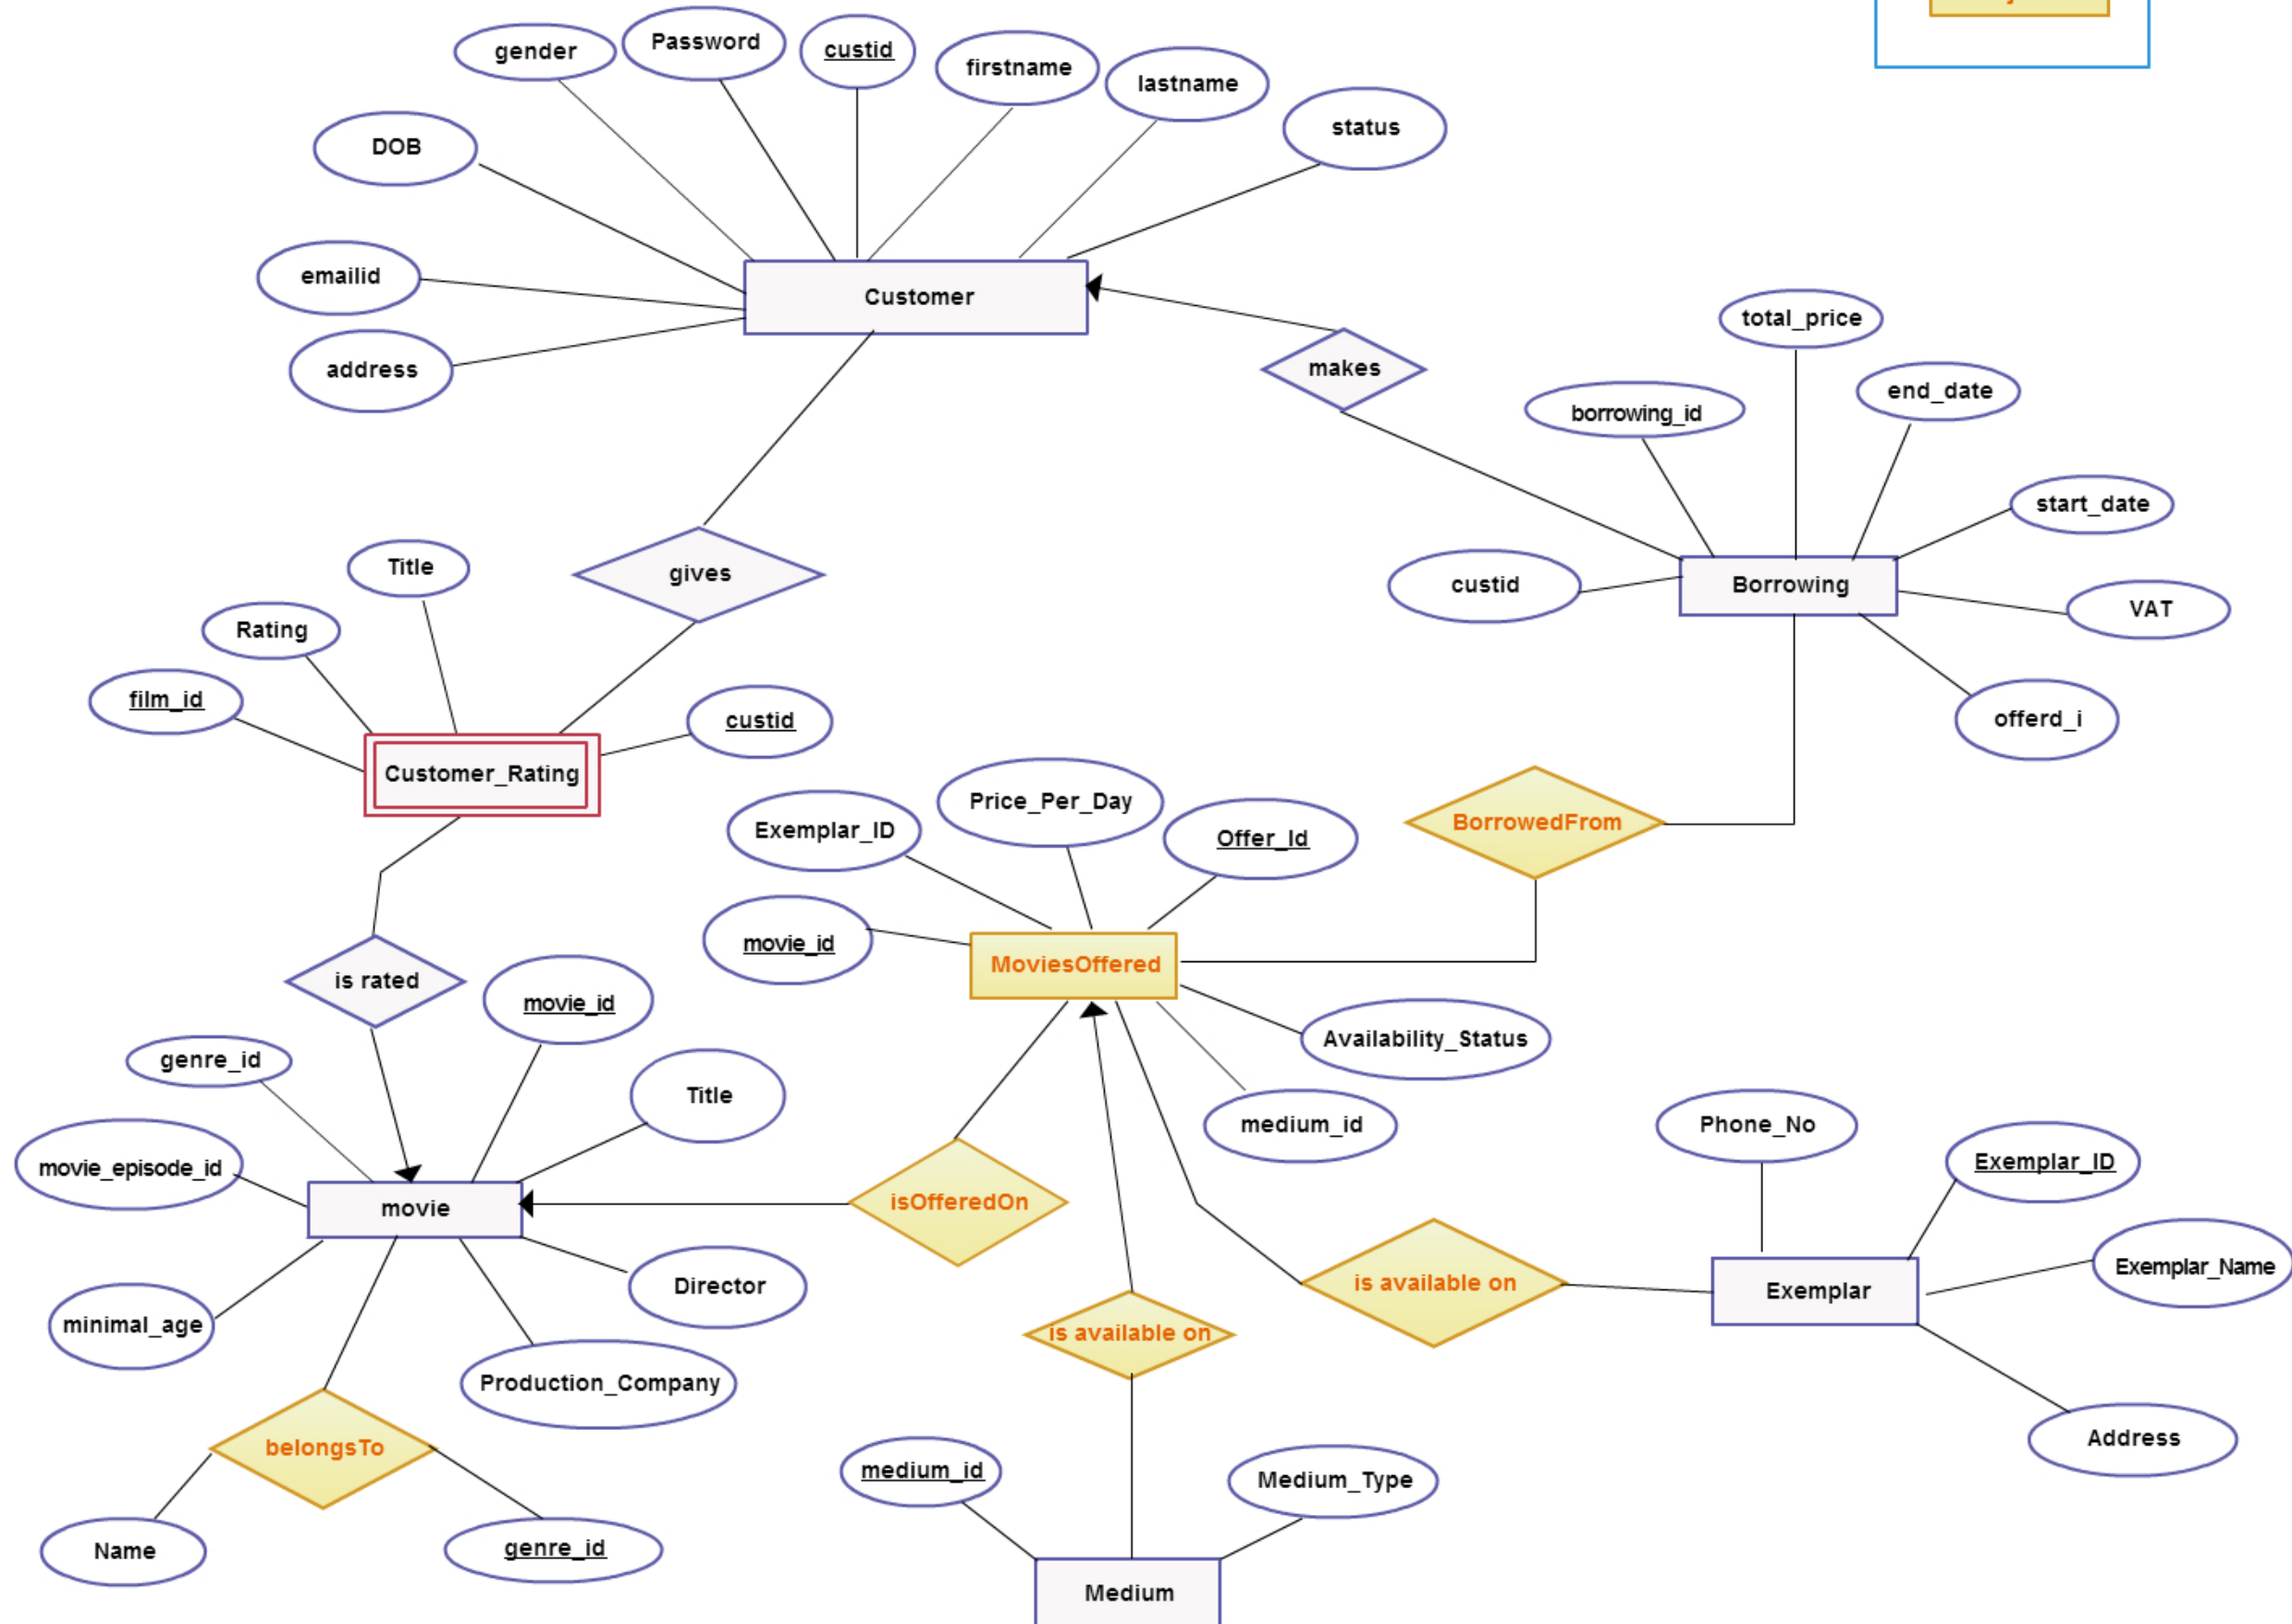 gender
Password
custid
firstname
lastname
status
DOB
emailid
address
Customer
makes
total_price
borrowing_id
end_date
start_date
custid
Borrowing
VAT
offerd_i
gives
Title
Rating
film_id
custid
Customer_Rating
Price_Per_Day
Exemplar_ID
Offer_Id
BorrowedFrom
movie_id
MoviesOffered
Availability_Status
medium_id
is rated
movie_id
genre_id
Title
movie_episode_id
movie
isOfferedOn
Director
minimal_age
Production_Company
belongsTo
Name
genre_id
is available on
is available on
Phone_No
Exemplar_ID
Exemplar_Name
Exemplar
Address
medium_id
Medium_Type
Medium